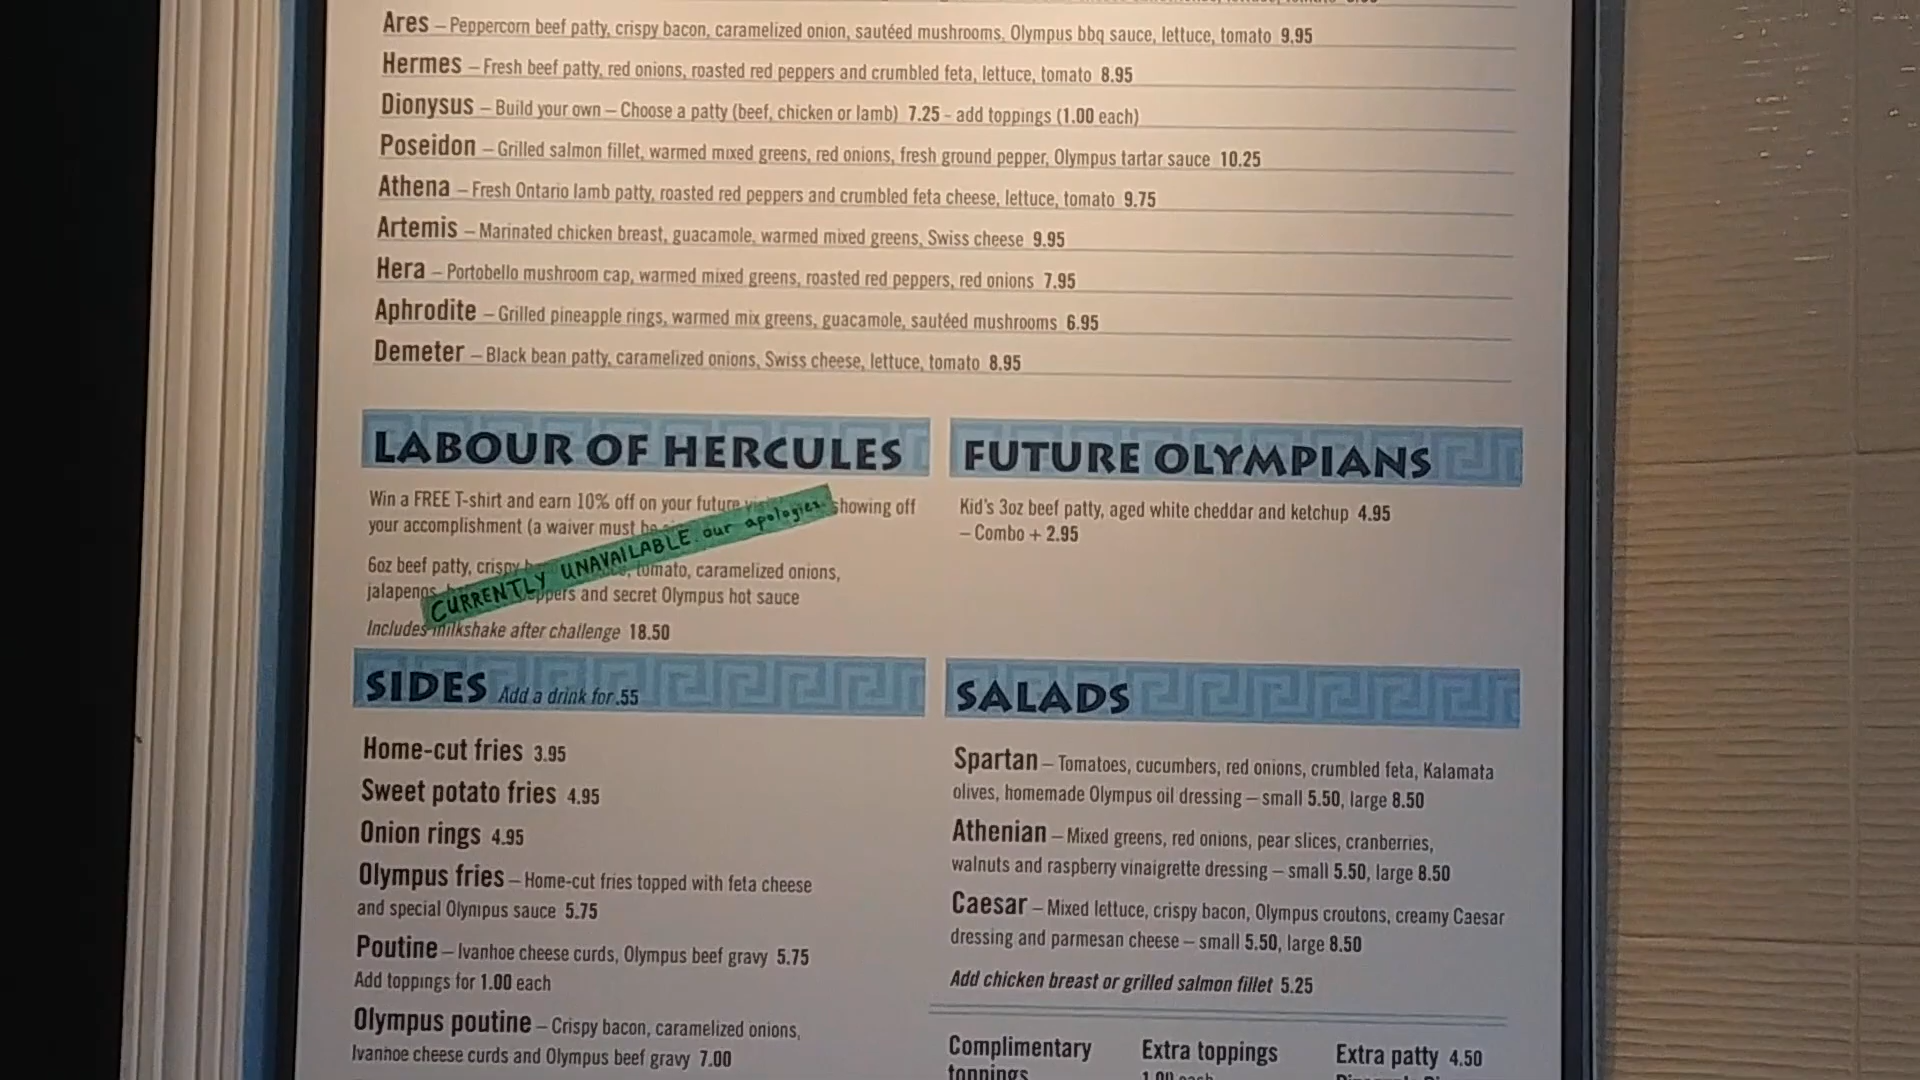 Ares – Peppercorn beef patty, crispy bacon, caramelized onion, sautéed mushrooms, Olympus bbq sauce, lettuce, tomato 9.95
Hermes – Fresh beef patty, red onions, roasted red peppers and crumbled feta, lettuce, tomato 8.95
Dionysus – Build your own – Choose a patty (beef, chicken or lamb) 7.25 - add toppings (1.00 each)
Poseidon – Grilled salmon fillet, warmed mixed greens, red onions, fresh ground pepper, Olympus tartar sauce 10.25
Athena – Fresh Ontario lamb patty, roasted red peppers and crumbled feta cheese, lettuce, tomato 9.75
Artemis – Marinated chicken breast, guacamole, warmed mixed greens, Swiss cheese 9.95
Hera – Portobello mushroom cap, warmed mixed greens, roasted red peppers, red onions 7.95
Aphrodite – Grilled pineapple rings, warmed mix greens, guacamole, sautéed mushrooms 6.95
Demeter – Black bean patty, caramelized onions, Swiss cheese, lettuce, tomato 8.95
LABOUR OF HERCULES
Win a FREE T-shirt and earn 10% off on your future showing off
your accomplishment (a waiver must
6oz beef patty, crispy tomato, caramelized onions,
and secret Olympus hot sauce
Includes milkshake after challenge 18.50
CURRENTLY UNAVAILABLE. our apologies.
FUTURE OLYMPIANS
Kid's 3oz beef patty, aged white cheddar and ketchup 4.95
– Combo + 2.95
SIDES Add a drink for .55
Home-cut fries 3.95
Sweet potato fries 4.95
Onion rings 4.95
Olympus fries – Home-cut fries topped with feta cheese
and special Olympus sauce 5.75
Poutine – Ivanhoe cheese curds, Olympus beef gravy 5.75
Add toppings for 1.00 each
Olympus poutine – Crispy bacon, caramelized onions,
Ivanhoe cheese curds and Olympus beef gravy 7.00
SALADS
Spartan – Tomatoes, cucumbers, red onions, crumbled feta, Kalamata
olives, homemade Olympus oil dressing – small 5.50, large 8.50
Athenian – Mixed greens, red onions, pear slices, cranberries,
walnuts and raspberry vinaigrette dressing – small 5.50, large 8.50
Caesar – Mixed lettuce, crispy bacon, Olympus croutons, creamy Caesar
dressing and parmesan cheese – small 5.50, large 8.50
Add chicken breast or grilled salmon fillet 5.25
Complimentary
toppings
Extra toppings
1.00 each
Extra patty 4.50